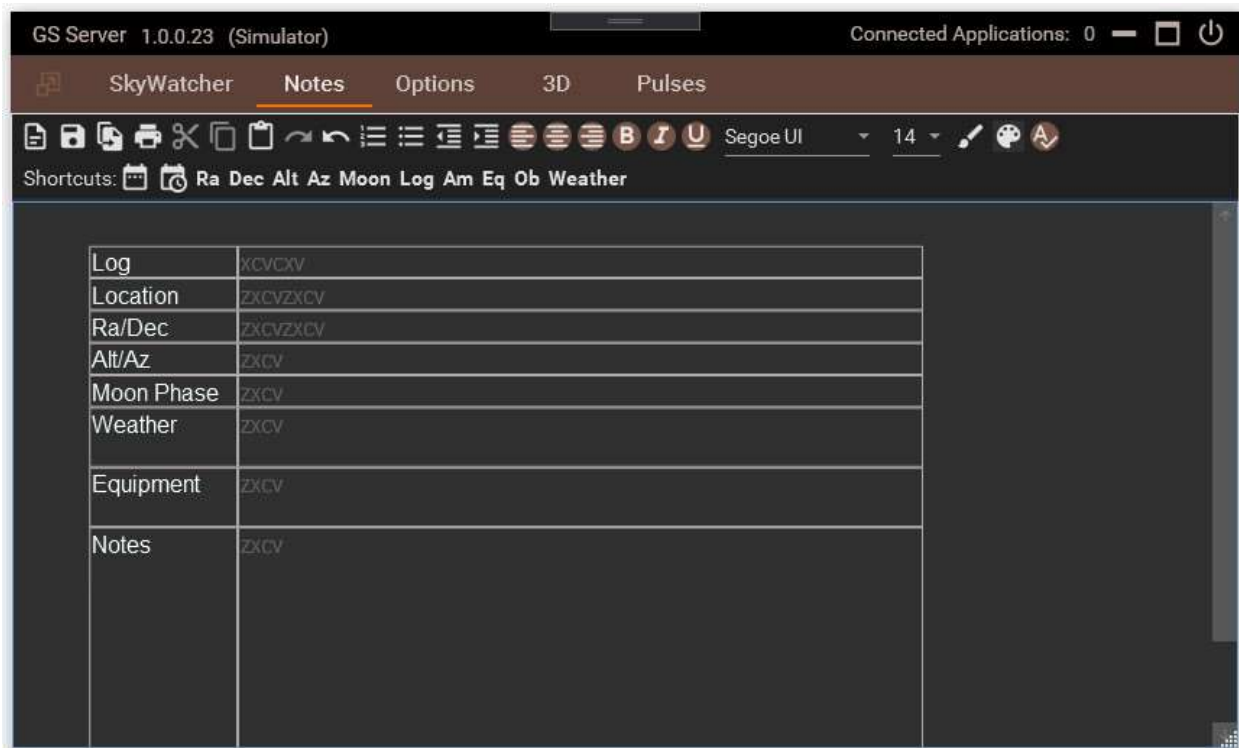 GS Server 1.0.0.23 (Simulator) Connected Applications: 0
SkyWatcher Notes Options 3D Pulses
B I U Segoe UI 14 A
Shortcuts: Ra Dec Alt Az Moon Log Am Eq Ob Weather
Log xcvcxv
Location zxcvzxcv
Ra/Dec zxcvzxcv
Alt/Az zxcv
Moon Phase zxcv
Weather zxcv
Equipment zxcv
Notes zxcv